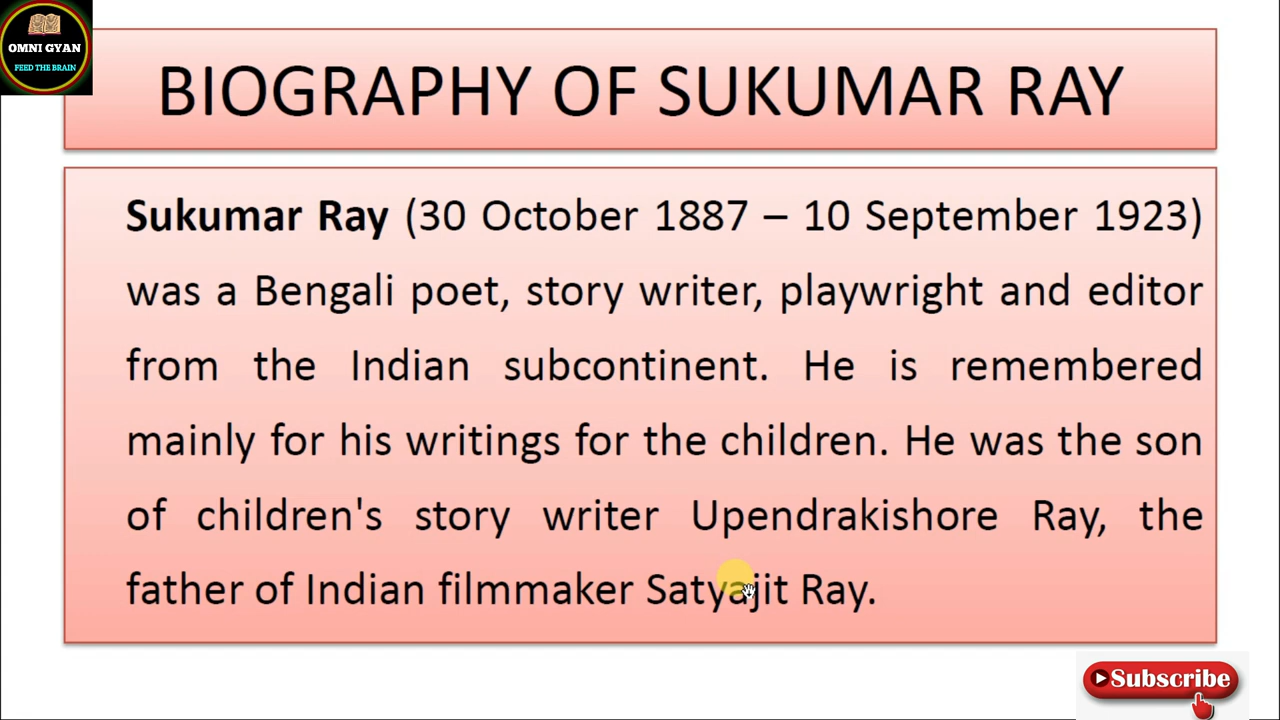 OMNI GYAN
FEED THE BRAIN
BIOGRAPHY OF SUKUMAR RAY
Sukumar Ray (30 October 1887 – 10 September 1923)
was a Bengali poet, story writer, playwright and editor
from the Indian subcontinent. He is remembered
mainly for his writings for the children. He was the son
of children's story writer Upendrakishore Ray, the
father of Indian filmmaker Satyajit Ray.
Subscribe